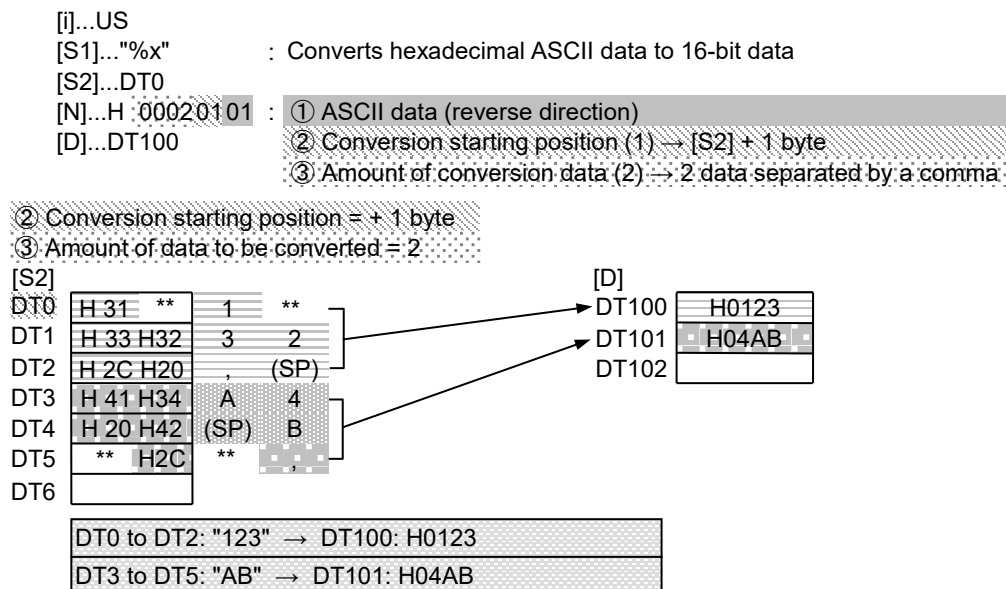 [i]...US
[S1]..."%x" : Converts hexadecimal ASCII data to 16-bit data
[S2]...DT0
[N]...H 00020101 : ① ASCII data (reverse direction)
[D]...DT100 ② Conversion starting position (1) → [S2] + 1 byte
③ Amount of conversion data (2) → 2 data separated by a comma
② Conversion starting position = + 1 byte
③ Amount of data to be converted = 2
[S2] [D]
DT0 H 31 ** 1 ** DT100 H0123
DT1 H 33 H32 3 2 DT101 H04AB
DT2 H 2C H20 , (SP) DT102
DT3 H 41 H34 A 4
DT4 H 20 H42 (SP) B
DT5 ** H2C ** ,
DT6
DT0 to DT2: "123" → DT100: H0123
DT3 to DT5: "AB" → DT101: H04AB